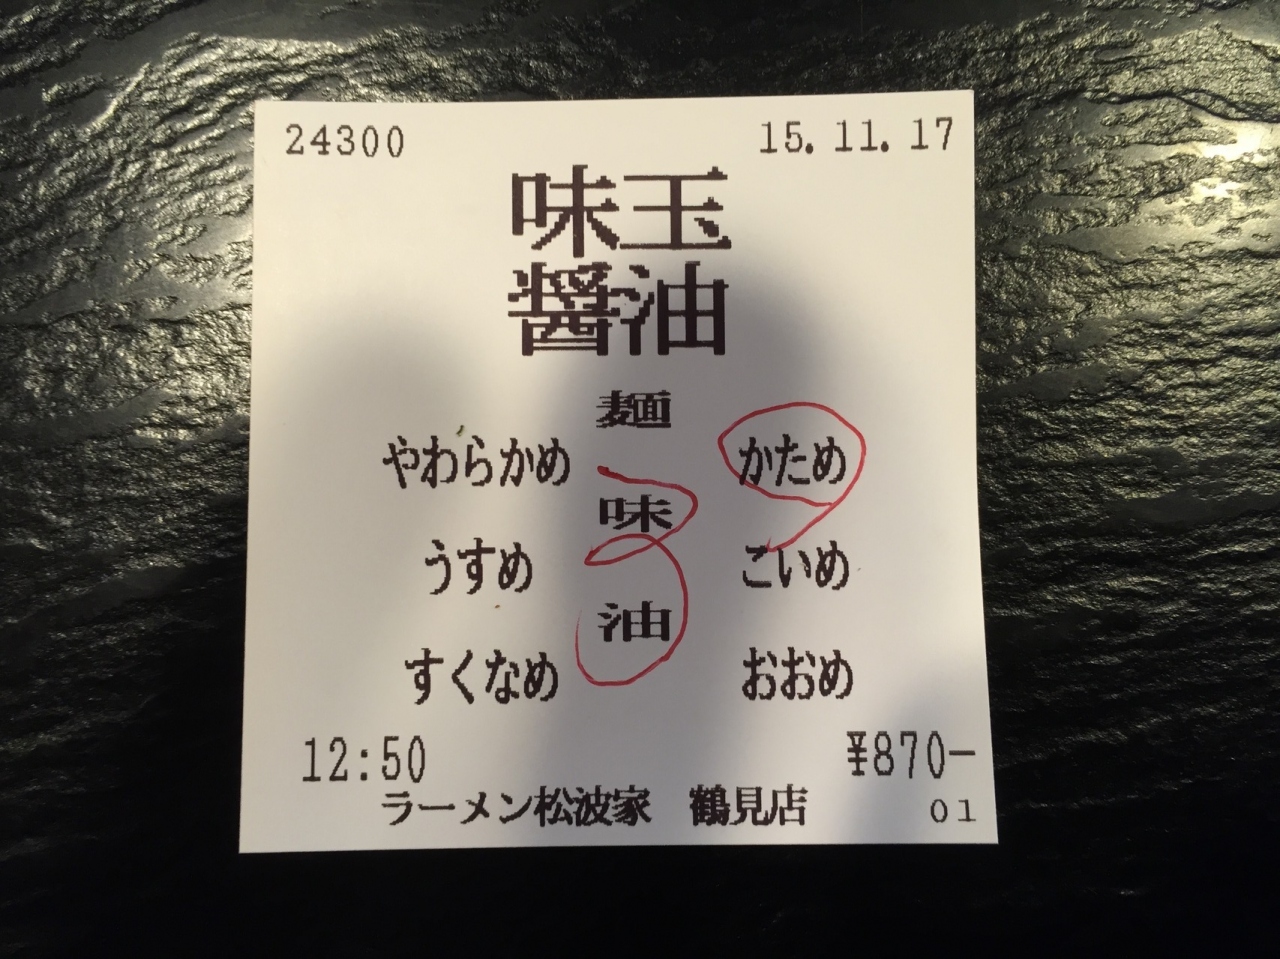 24300 15.11.17
味玉
醤油
麺
やわらかめ かため
味
うすめ こいめ
油
すくなめ おおめ
12:50 ¥870-
ラーメン松波家 鶴見店 01